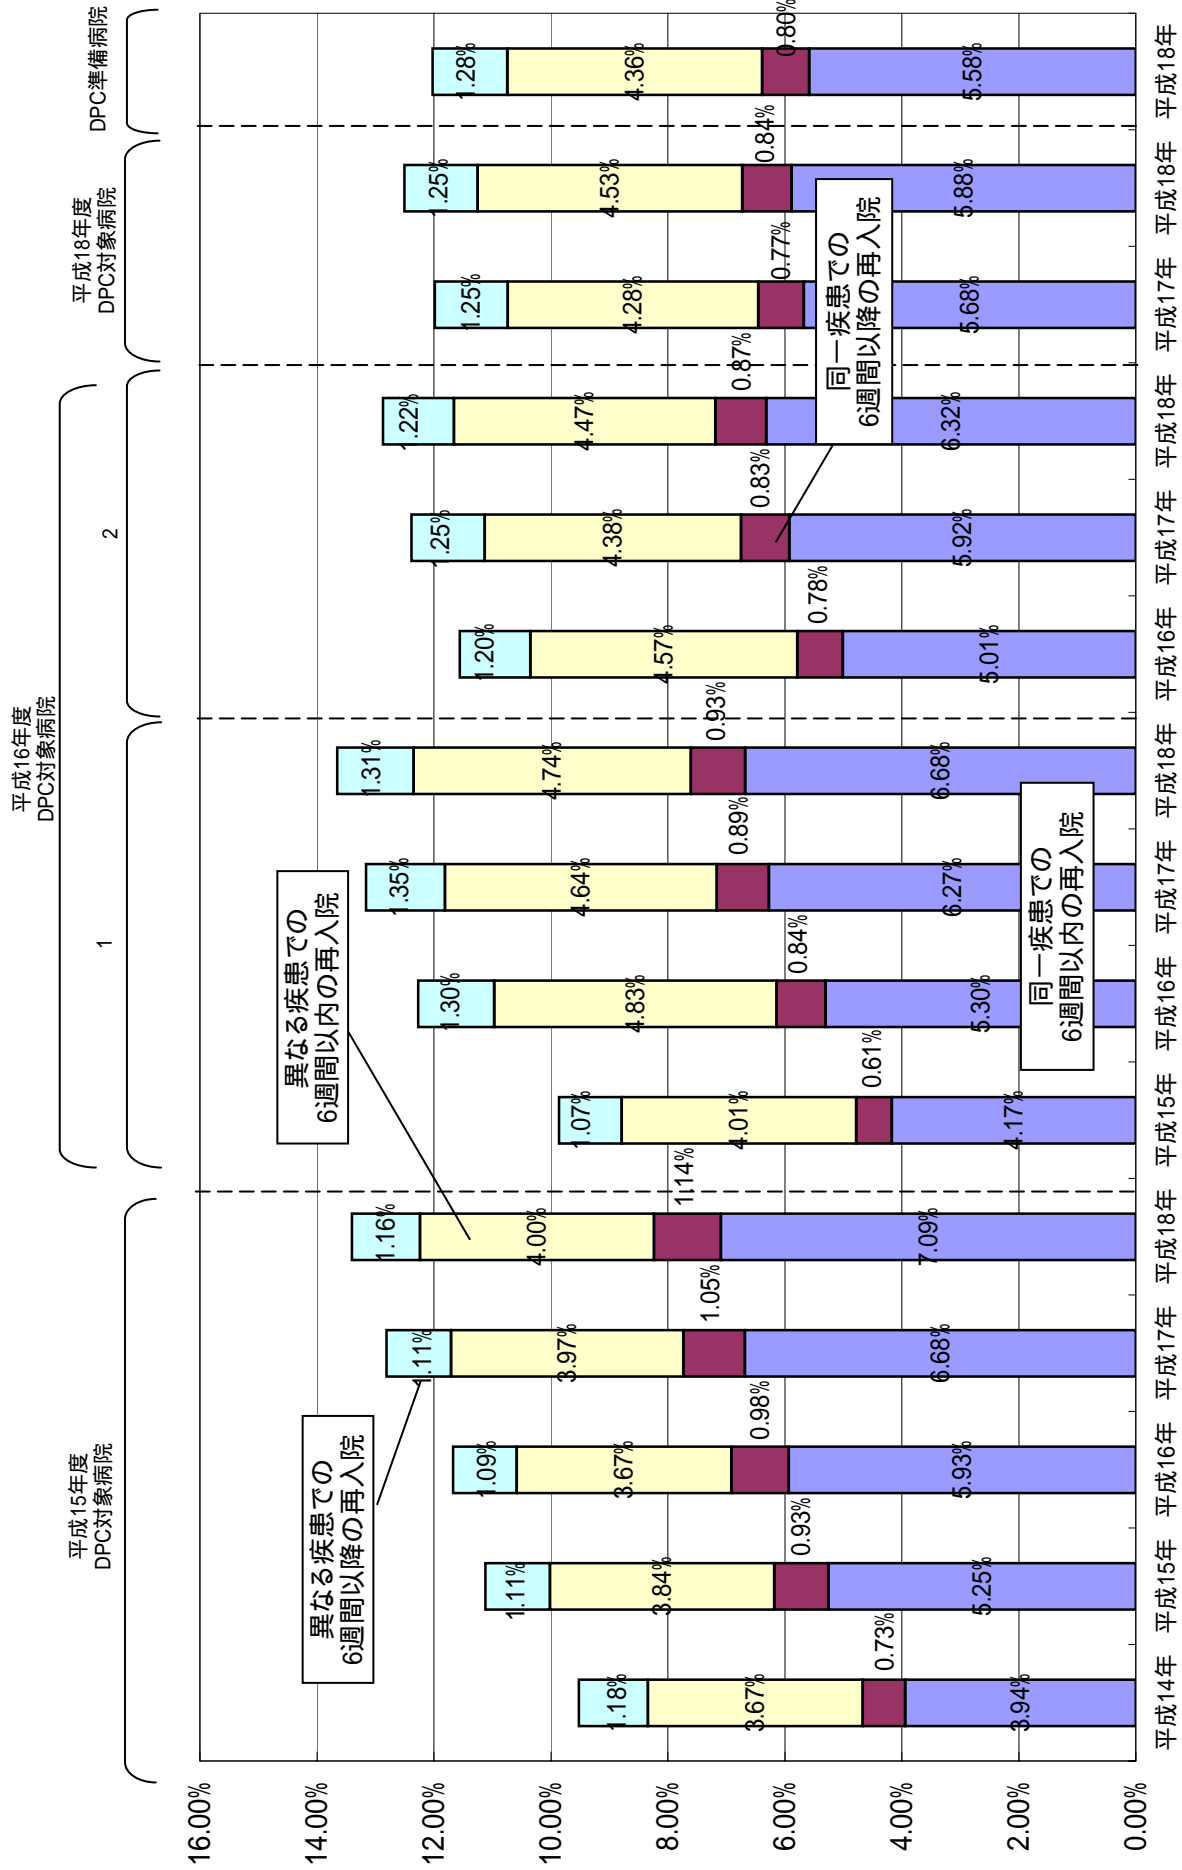 平成15年度
DPC対象病院
平成16年度
DPC対象病院
1
2
平成18年度
DPC対象病院
DPC準備病院
16.00%
14.00%
12.00%
10.00%
8.00%
6.00%
4.00%
2.00%
0.00%
異なる疾患での
6週間以降の再入院
異なる疾患での
6週間以内の再入院
同一疾患での
6週間以降の再入院
同一疾患での
6週間以内の再入院
1.18%
3.67%
0.73%
3.94%
平成14年
1.11%
3.84%
0.93%
5.25%
平成15年
1.09%
3.67%
0.98%
5.93%
平成16年
1.11%
3.97%
1.05%
6.68%
平成17年
1.16%
4.00%
1.14%
7.09%
平成18年
1.07%
4.01%
0.61%
4.17%
平成15年
1.30%
4.83%
0.84%
5.30%
平成16年
1.35%
4.64%
0.89%
6.27%
平成17年
1.31%
4.74%
0.93%
6.68%
平成18年
1.20%
4.57%
0.78%
5.01%
平成16年
1.25%
4.38%
0.83%
5.92%
平成17年
1.22%
4.47%
0.87%
6.32%
平成18年
1.25%
4.28%
0.77%
5.68%
平成17年
1.25%
4.53%
0.84%
5.88%
平成18年
1.28%
4.36%
0.80%
5.58%
平成18年